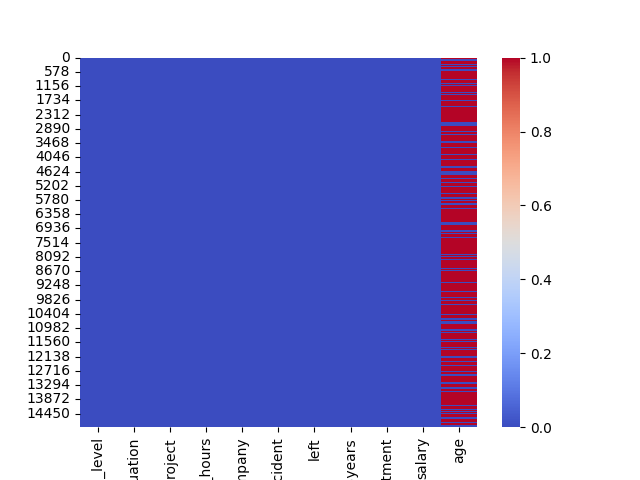 0
578
1156
1734
2312
2890
3468
4046
4624
5202
5780
6358
6936
7514
8092
8670
9248
9826
10404
10982
11560
12138
12716
13294
13872
14450
_level
uation
roject
_hours
mpany
cident
left
years
tment
salary
age
1.0
0.8
0.6
0.4
0.2
0.0